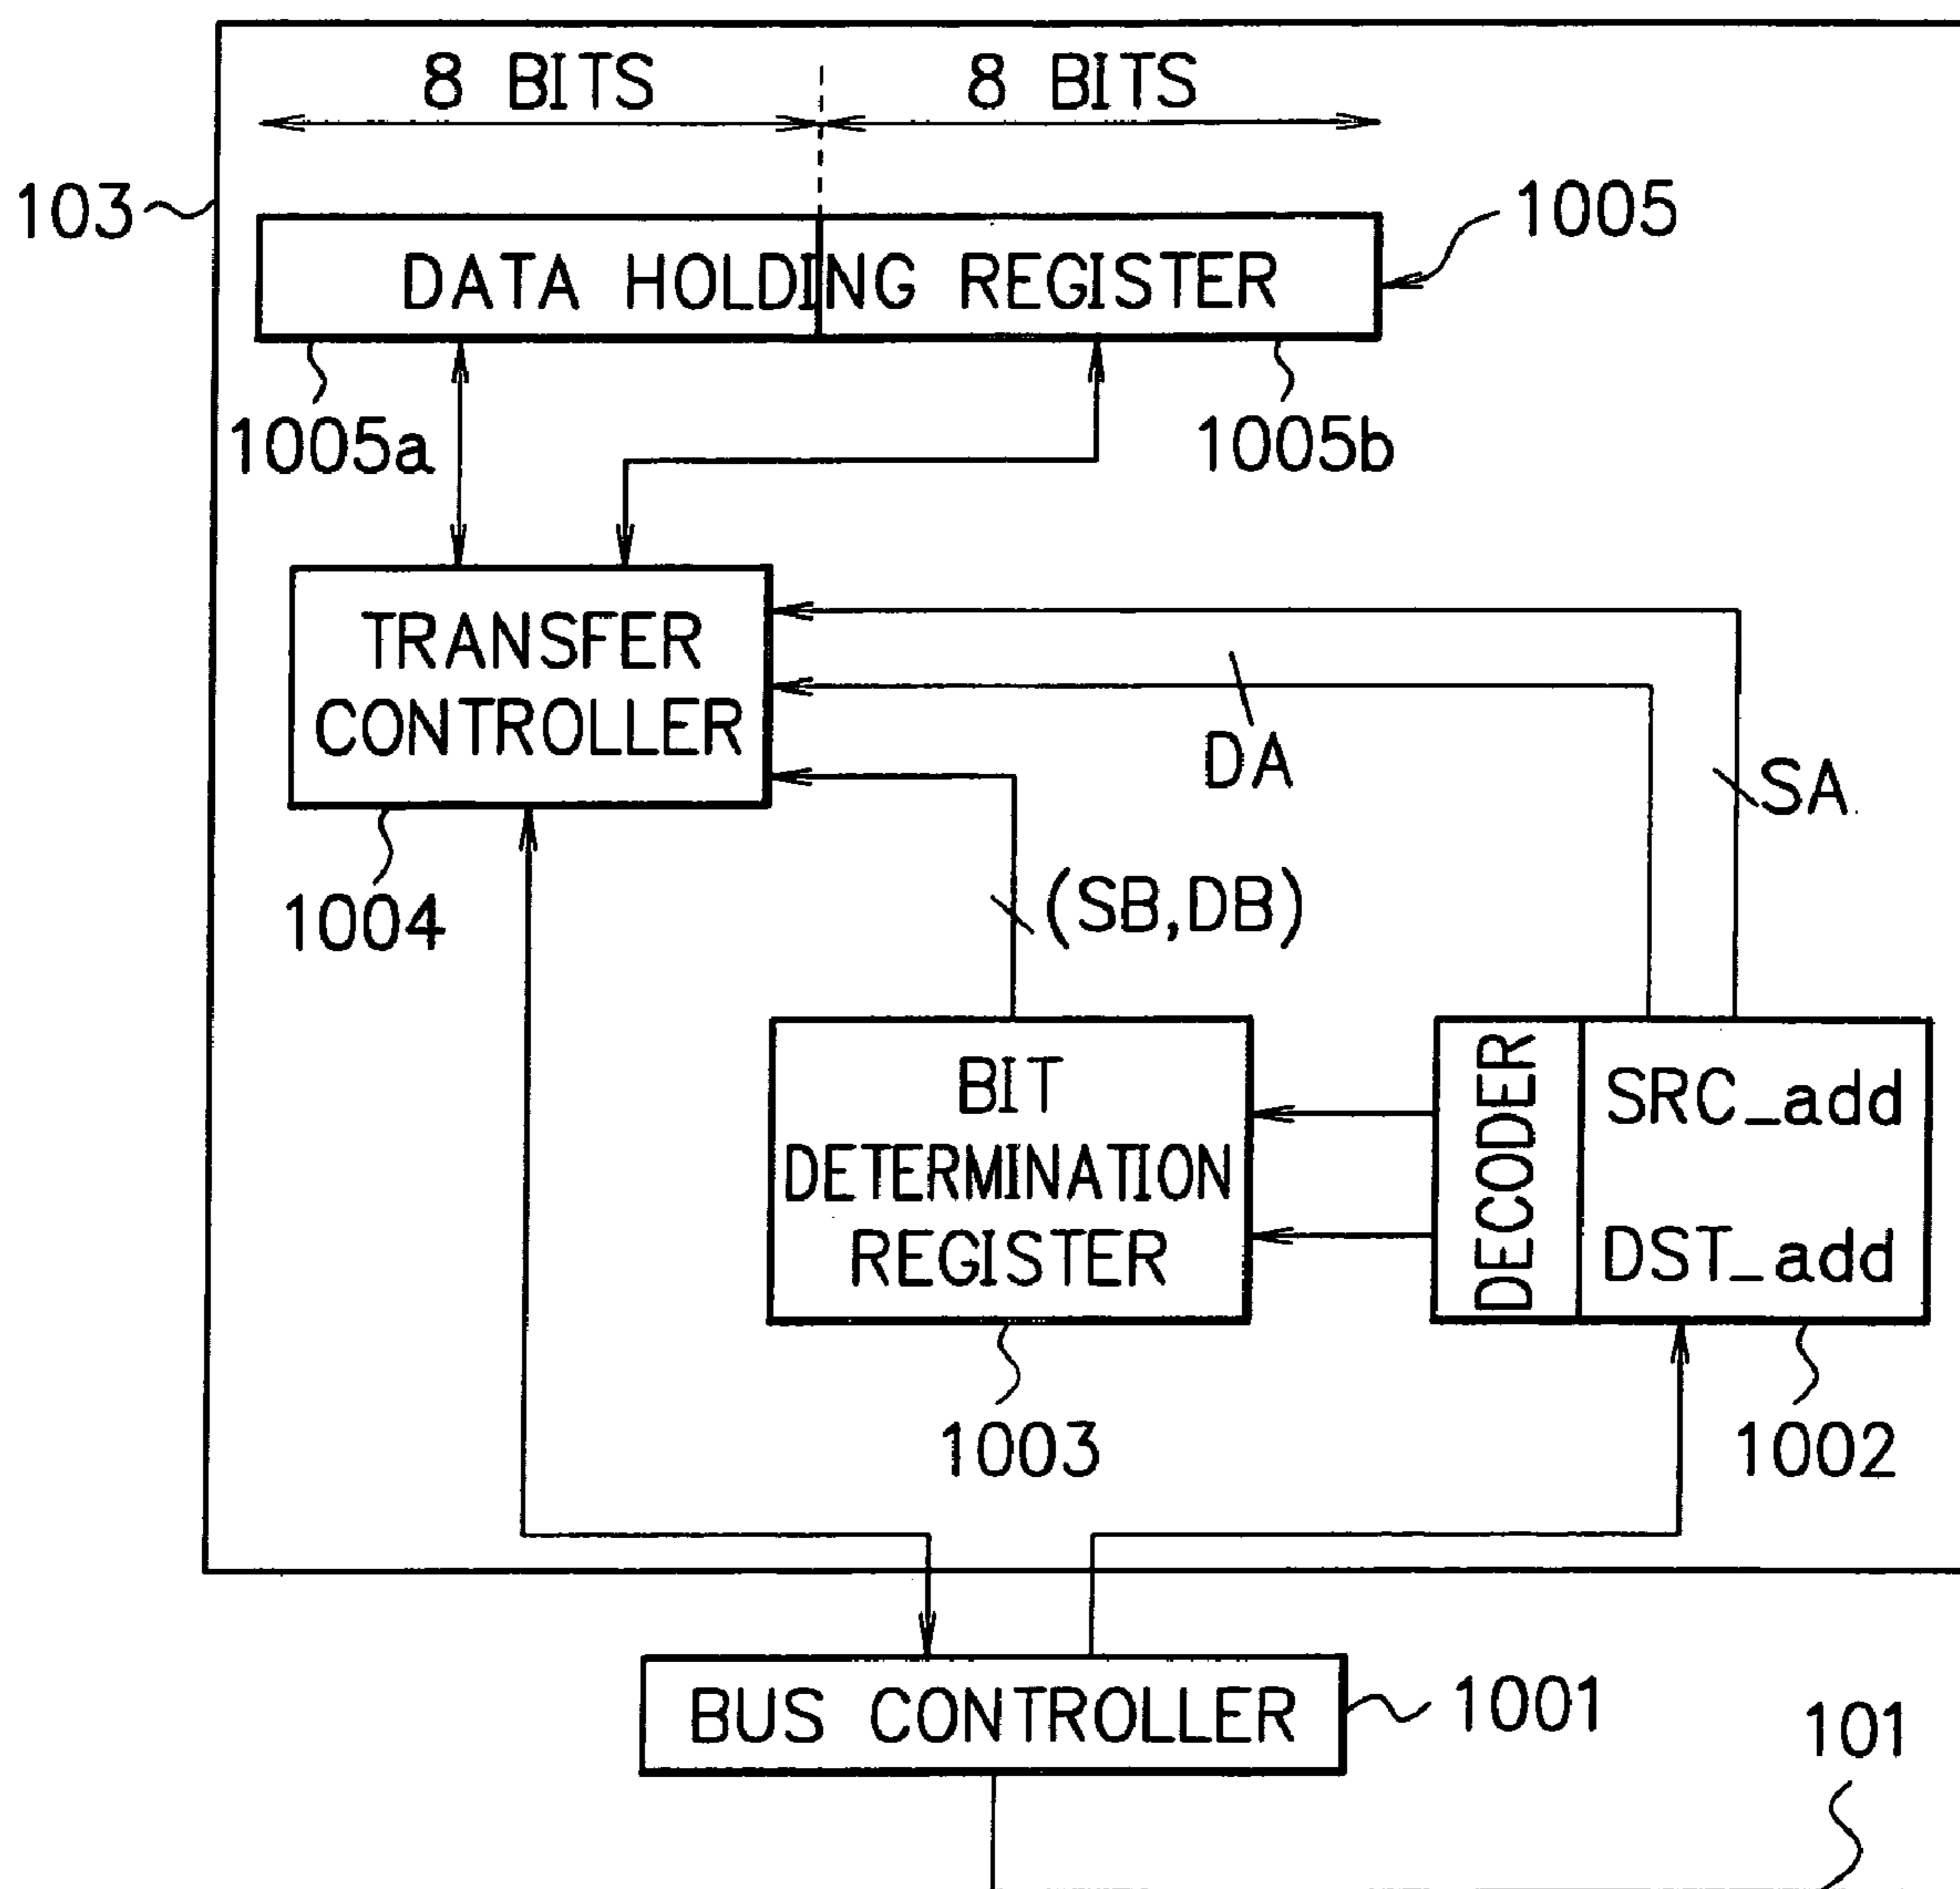 8 BITS
8 BITS
103
1005
DATA HOLDING REGISTER
1005a
1005b
TRANSFER
CONTROLLER
DA
SA
1004
(SB,DB)
BIT
DETERMINATION
REGISTER
DECODER
SRC_add
DST_add
1003
1002
BUS CONTROLLER
1001
101